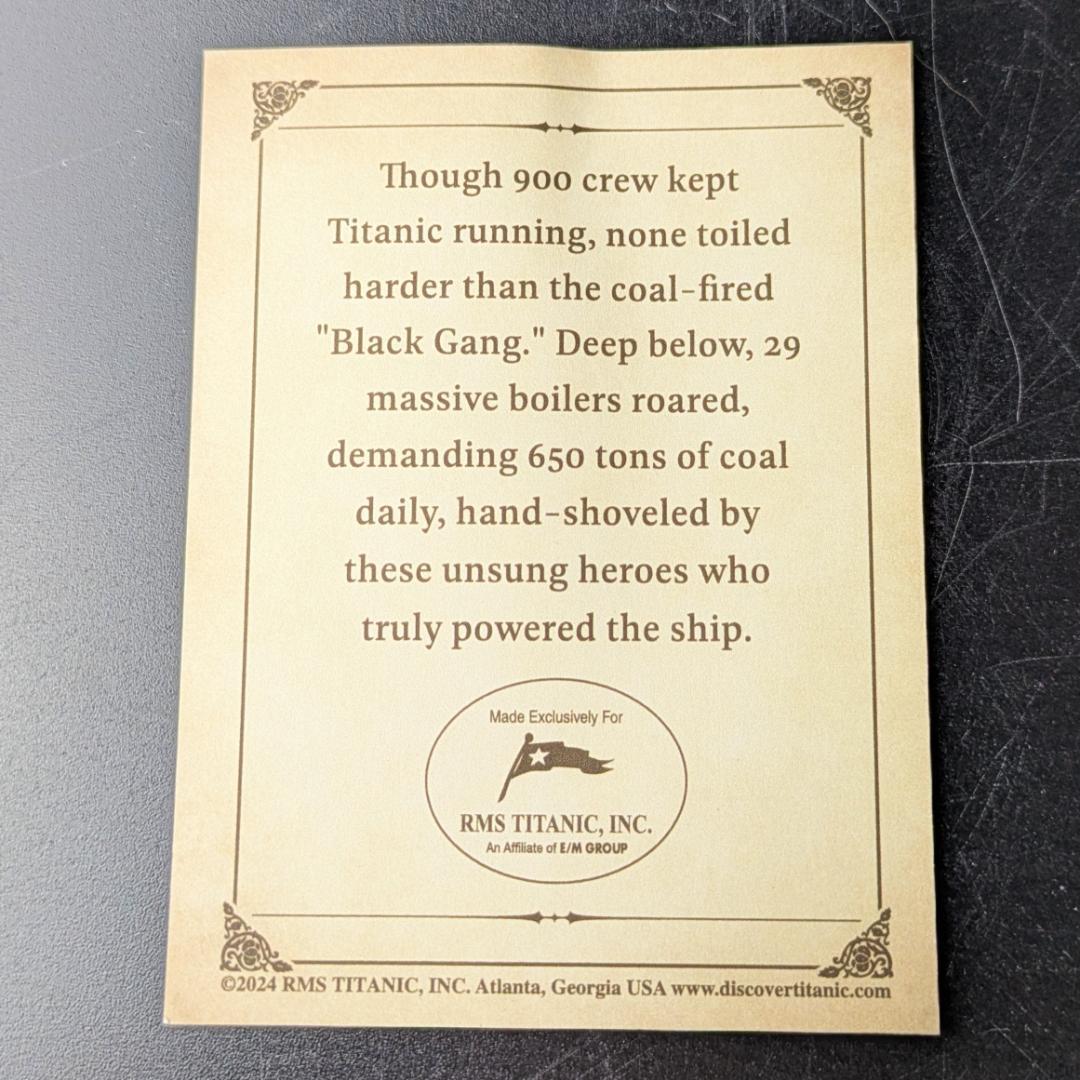 Though 900 crew kept
Titanic running, none toiled
harder than the coal-fired
"Black Gang." Deep below, 29
massive boilers roared,
demanding 650 tons of coal
daily, hand-shoveled by
these unsung heroes who
truly powered the ship.
Made Exclusively For
RMS TITANIC, INC.
An Affiliate of E/M GROUP
©2024 RMS TITANIC, INC. Atlanta, Georgia USA www.discovertitanic.com